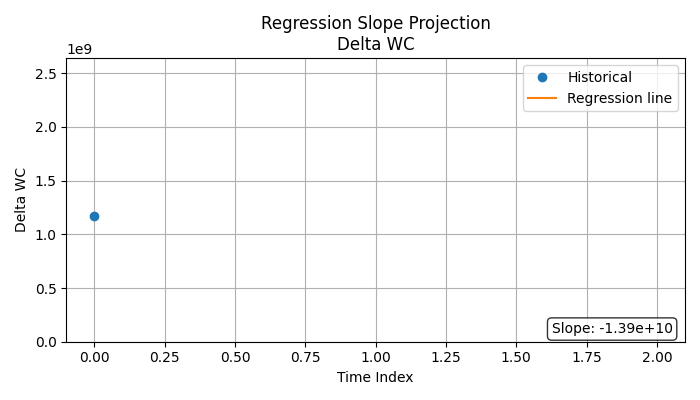 Regression Slope Projection
Delta WC
1e9
2.5
2.0
1.5
1.0
0.5
0.0
Delta WC
Historical
Regression line
Slope: -1.39e+10
0.00 0.25 0.50 0.75 1.00 1.25 1.50 1.75 2.00
Time Index